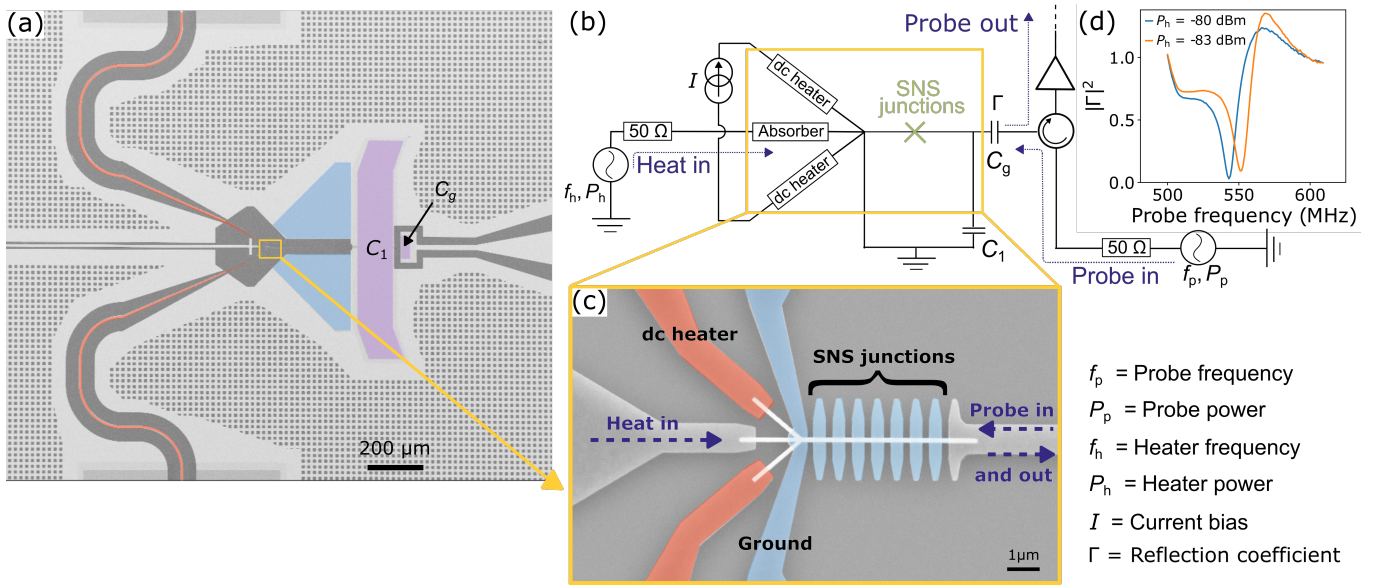 (a)
C₁
C_g
200 μm
(b)
I
dc heater
50 Ω
Absorber
Heat in
dc heater
f_h, P_h
SNS
junctions
Γ
C_g
C₁
Probe out
50 Ω
Probe in
f_p, P_p
(d)
P_h = -80 dBm
P_h = -83 dBm
|Γ|²
1.0
0.5
0.0
500
550
600
Probe frequency (MHz)
(c)
dc heater
SNS junctions
Heat in
Probe in
and out
Ground
1μm
f_p = Probe frequency
P_p = Probe power
f_h = Heater frequency
P_h = Heater power
I = Current bias
Γ = Reflection coefficient